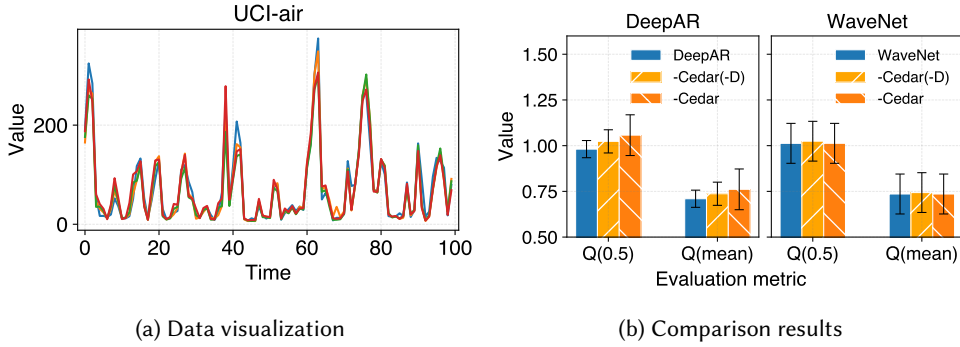 UCI-air
Value
200
0
0 20 40 60 80 100
Time
(a) Data visualization
DeepAR
WaveNet
Value
1.50
1.25
1.00
0.75
0.50
DeepAR
-Cedar(-D)
-Cedar
WaveNet
-Cedar(-D)
-Cedar
Q(0.5) Q(mean) Q(0.5) Q(mean)
Evaluation metric
(b) Comparison results